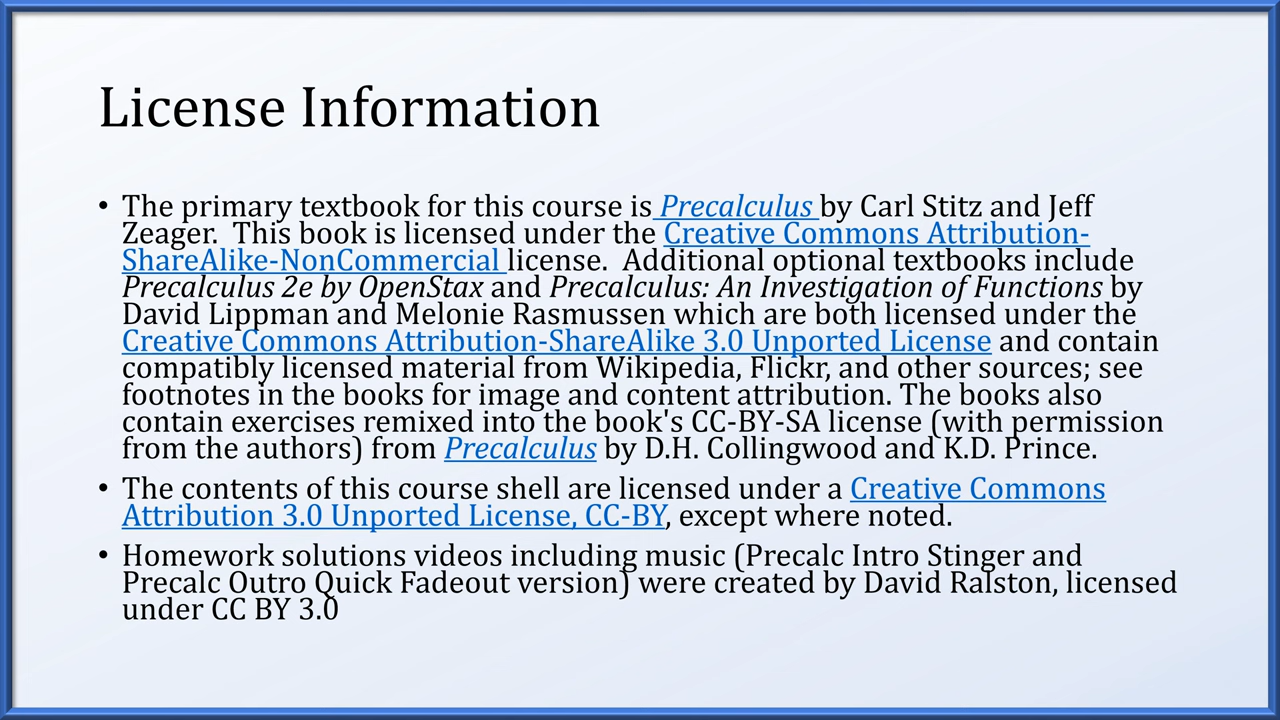 License Information
• The primary textbook for this course is Precalculus by Carl Stitz and Jeff
Zeager.  This book is licensed under the Creative Commons Attribution-
ShareAlike-NonCommercial license.  Additional optional textbooks include
Precalculus 2e by OpenStax and Precalculus: An Investigation of Functions by
David Lippman and Melonie Rasmussen which are both licensed under the
Creative Commons Attribution-ShareAlike 3.0 Unported License and contain
compatibly licensed material from Wikipedia, Flickr, and other sources; see
footnotes in the books for image and content attribution. The books also
contain exercises remixed into the book's CC-BY-SA license (with permission
from the authors) from Precalculus by D.H. Collingwood and K.D. Prince.
• The contents of this course shell are licensed under a Creative Commons
Attribution 3.0 Unported License, CC-BY, except where noted.
• Homework solutions videos including music (Precalc Intro Stinger and
Precalc Outro Quick Fadeout version) were created by David Ralston, licensed
under CC BY 3.0